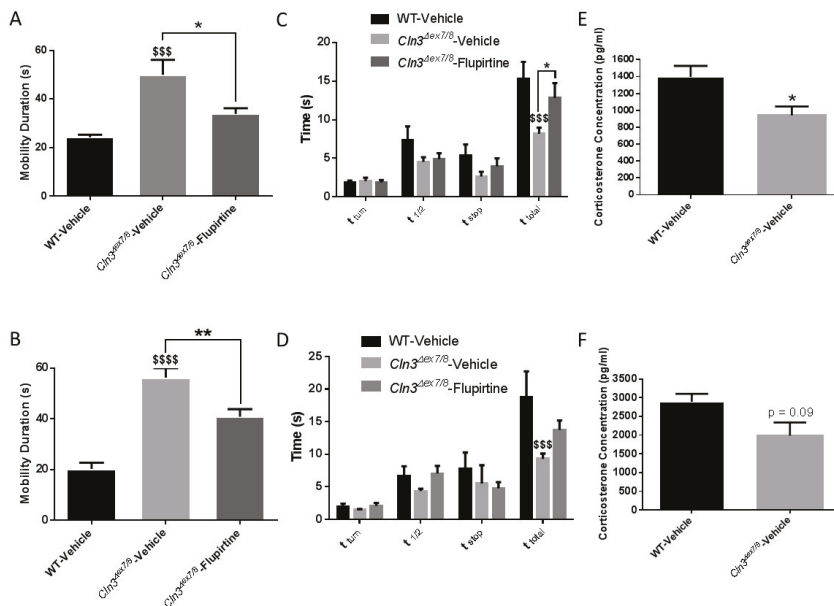 A
Mobility Duration (s)
60
40
20
0
$$$
*
WT-Vehicle
Cln3Δex7/8-Vehicle
Cln3Δex7/8-Flupirtine
C
WT-Vehicle
Cln3Δex7/8-Vehicle
Cln3Δex7/8-Flupirtine
Time (s)
20
15
10
5
0
$$$
*
t turn
t 1/2
t stop
t total
E
Corticosterone Concentration (pg/ml)
1600
1400
1200
1000
800
600
400
200
0
*
WT-Vehicle
Cln3Δex7/8-Vehicle
B
Mobility Duration (s)
60
40
20
0
$$$$
**
WT-Vehicle
Cln3Δex7/8-Vehicle
Cln3Δex7/8-Flupirtine
D
WT-Vehicle
Cln3Δex7/8-Vehicle
Cln3Δex7/8-Flupirtine
Time (s)
25
20
15
10
5
0
$$$
t turn
t 1/2
t stop
t total
F
Corticosterone Concentration (pg/ml)
3500
3000
2500
2000
1500
1000
500
0
p = 0.09
WT-Vehicle
Cln3Δex7/8-Vehicle